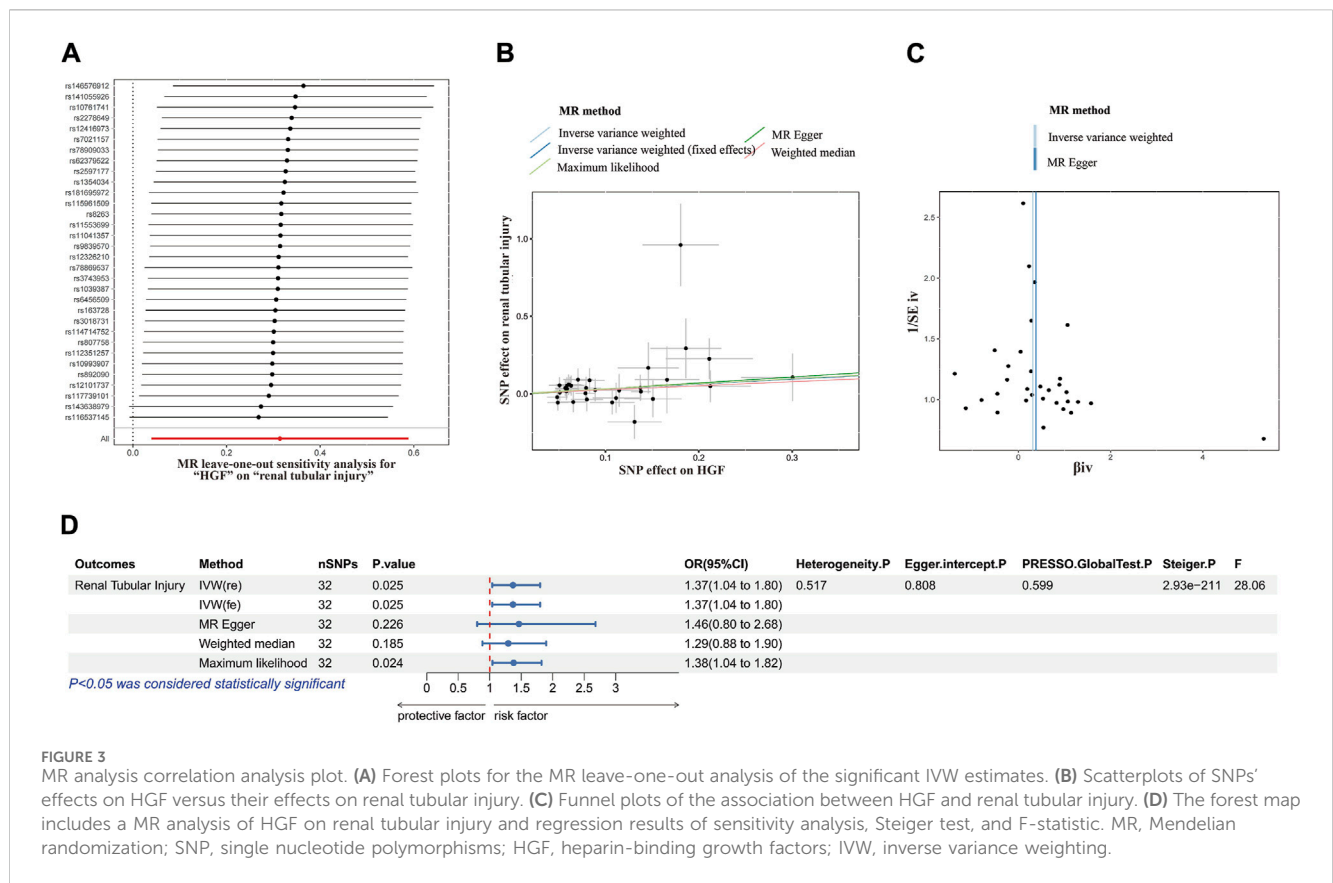 A
rs146576912
rs141055926
rs10761741
rs2278649
rs12416973
rs7021157
rs78909033
rs62379522
rs2597177
rs1354034
rs181695972
rs115961509
rs8263
rs11553699
rs11041357
rs9839570
rs12326210
rs78869537
rs3743953
rs1039387
rs6456509
rs163728
rs3018731
rs114714752
rs807758
rs112351257
rs10993907
rs892090
rs12101737
rs117739101
rs143638979
rs116537145
All
0.0 0.2 0.4 0.6
MR leave-one-out sensitivity analysis for
“HGF” on “renal tubular injury”
B
MR method
Inverse variance weighted
Inverse variance weighted (fixed effects)
Maximum likelihood
MR Egger
Weighted median
SNP effect on renal tubular injury
1.0
0.5
0.0
0.1 0.2 0.3
SNP effect on HGF
C
MR method
Inverse variance weighted
MR Egger
1/SE iv
2.5
2.0
1.5
1.0
0 2 4
βiv
D
Outcomes Method nSNPs P.value OR(95%CI) Heterogeneity.P Egger.intercept.P PRESSO.GlobalTest.P Steiger.P F
Renal Tubular Injury IVW(re) 32 0.025 1.37(1.04 to 1.80) 0.517 0.808 0.599 2.93e−211 28.06
IVW(fe) 32 0.025 1.37(1.04 to 1.80)
MR Egger 32 0.226 1.46(0.80 to 2.68)
Weighted median 32 0.185 1.29(0.88 to 1.90)
Maximum likelihood 32 0.024 1.38(1.04 to 1.82)
P<0.05 was considered statistically significant
0 0.5 1 1.5 2 2.5 3
protective factor risk factor
FIGURE 3
MR analysis correlation analysis plot. (A) Forest plots for the MR leave-one-out analysis of the significant IVW estimates. (B) Scatterplots of SNPs’
effects on HGF versus their effects on renal tubular injury. (C) Funnel plots of the association between HGF and renal tubular injury. (D) The forest map
includes a MR analysis of HGF on renal tubular injury and regression results of sensitivity analysis, Steiger test, and F-statistic. MR, Mendelian
randomization; SNP, single nucleotide polymorphisms; HGF, heparin-binding growth factors; IVW, inverse variance weighting.